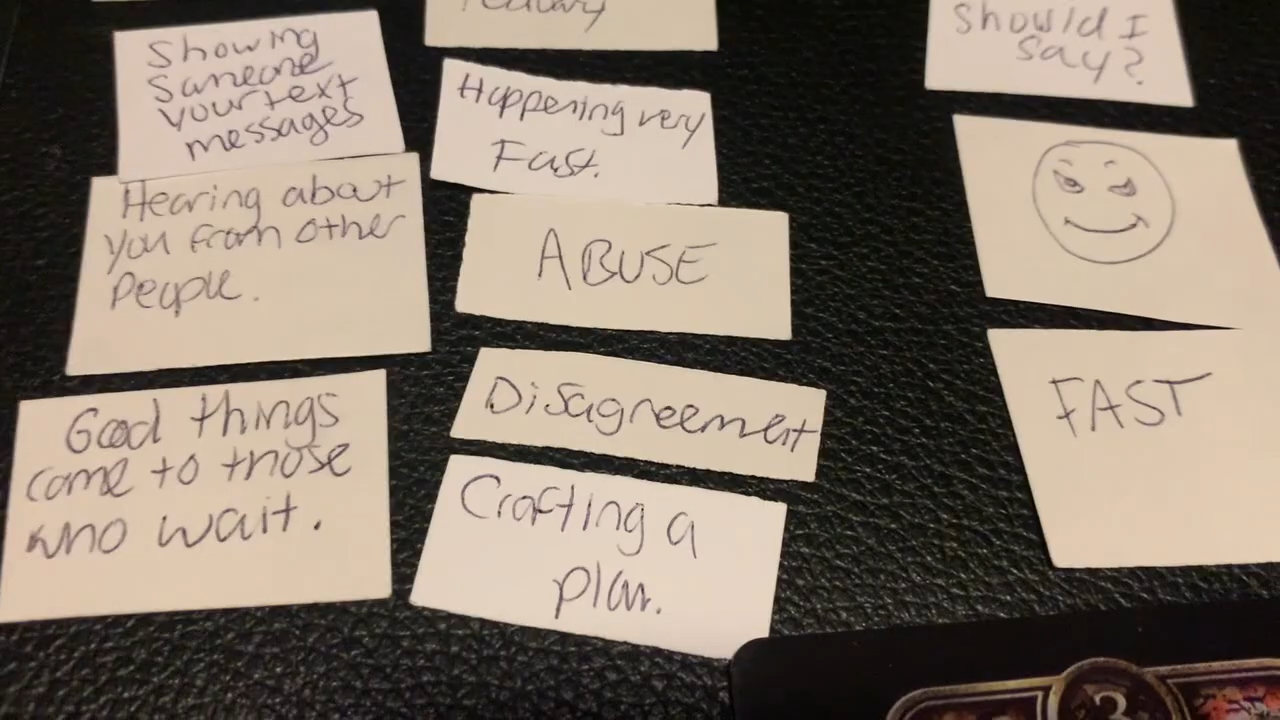 Showing
Someone
your text
messages
Hearing about
you from other
people.
Good things
come to those
who wait.
Happening very
Fast.
ABUSE
Disagreement
Crafting a
plan.
Should I
say?
FAST
3